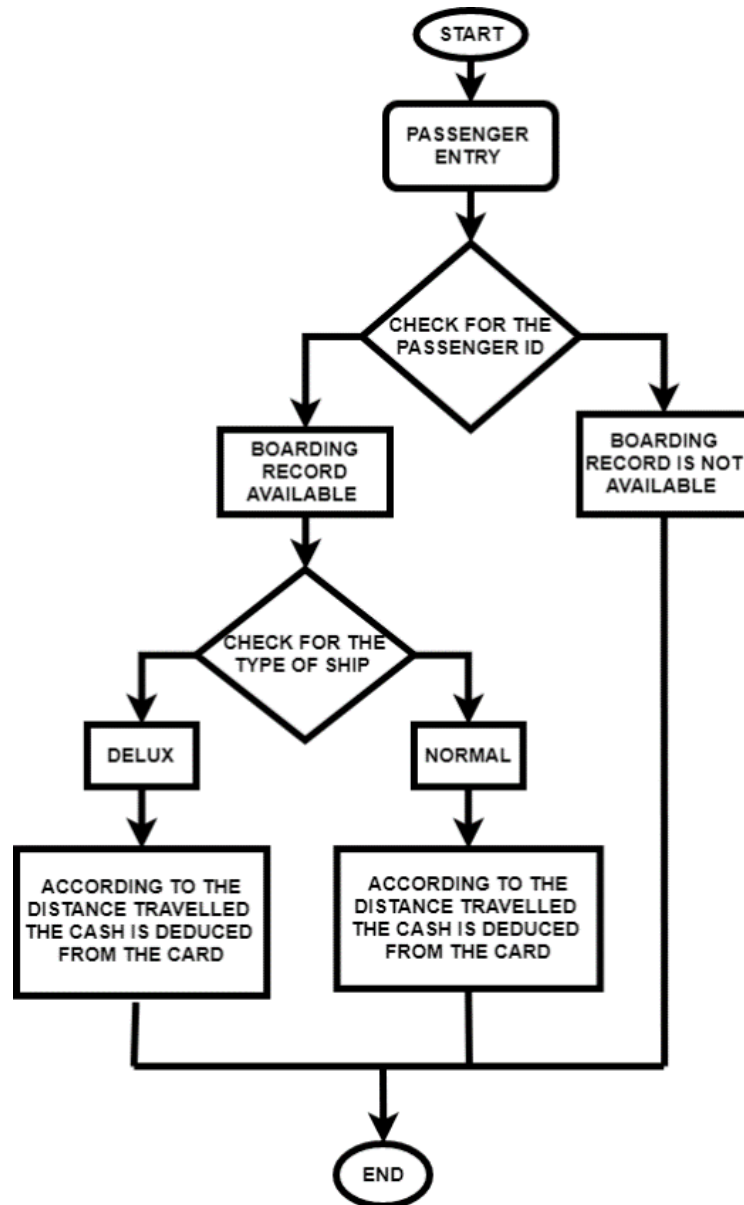 START
PASSENGER
ENTRY
CHECK FOR THE
PASSENGER ID
BOARDING
RECORD
AVAILABLE
BOARDING
RECORD IS NOT
AVAILABLE
CHECK FOR THE
TYPE OF SHIP
DELUX
NORMAL
ACCORDING TO THE
DISTANCE TRAVELLED
THE CASH IS DEDUCED
FROM THE CARD
ACCORDING TO THE
DISTANCE TRAVELLED
THE CASH IS DEDUCED
FROM THE CARD
END